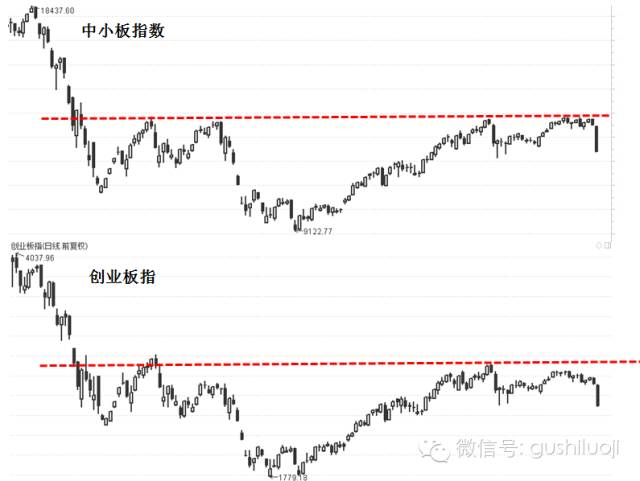 18437.60
中小板指数
9122.77
创业板指(日线 前复权)
4037.96
创业板指
微信号: gushiluoji
1779.18